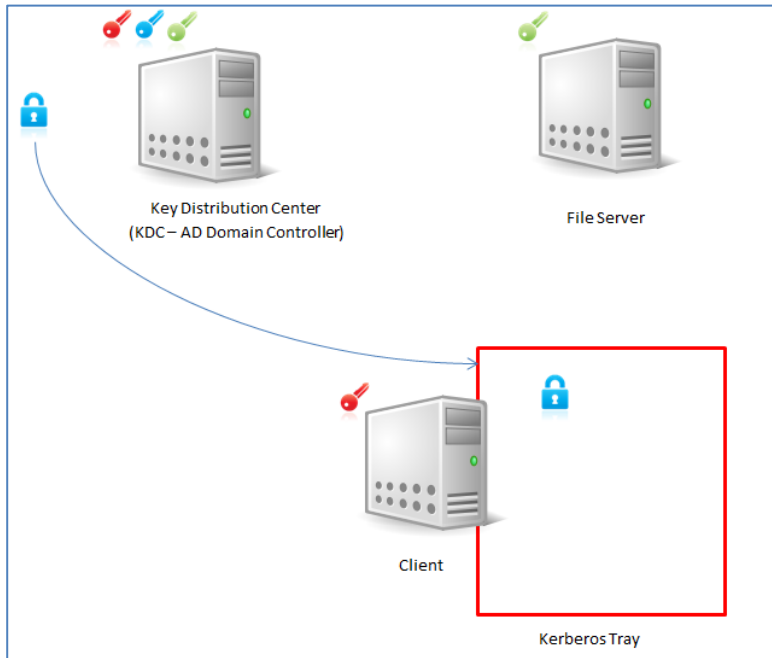 Key Distribution Center
(KDC – AD Domain Controller)
File Server
Client
Kerberos Tray